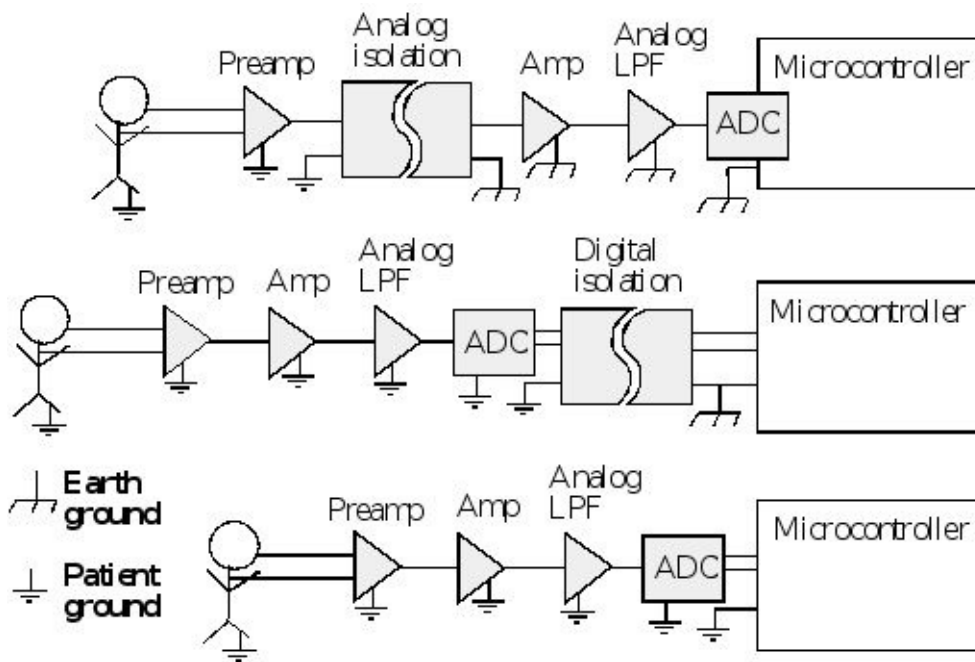 Preamp
Analog
isolation
Amp
Analog
LPF
ADC
Microcontroller
Preamp
Amp
Analog
LPF
ADC
Digital
isolation
Microcontroller
Earth
ground
Patient
ground
Preamp
Amp
Analog
LPF
ADC
Microcontroller